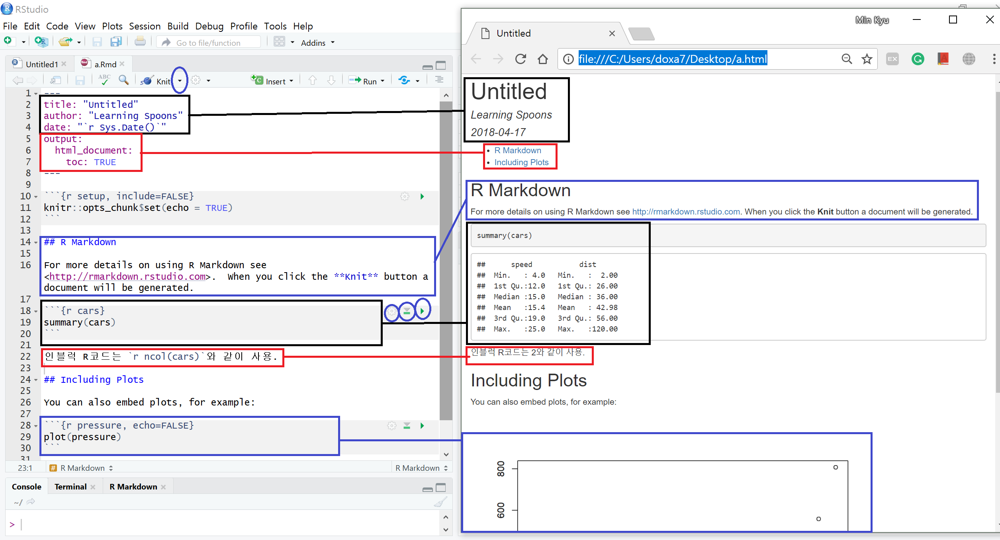 RStudio
File Edit Code View Plots Session Build Debug Profile Tools Help
Go to file/function
Addins
Untitled1
a.Rmd
ABC
Knit
Insert
Run
1 ---
2 title: "Untitled"
3 author: "Learning Spoons"
4 date: "`r Sys.Date()`"
5 output:
6 html_document:
7 toc: TRUE
8 ---
9
10 ```{r setup, include=FALSE}
11 knitr::opts_chunk$set(echo = TRUE)
12 ```
13
14 ## R Markdown
15
16 For more details on using R Markdown see
<http://rmarkdown.rstudio.com>.  When you click the **Knit** button a
document will be generated.
17
18 ```{r cars}
19 summary(cars)
20 ```
21
22 인블럭 R코드는 `r ncol(cars)`와 같이 사용.
23
24 ## Including Plots
25
26 You can also embed plots, for example:
27
28 ```{r pressure, echo=FALSE}
29 plot(pressure)
30 ```
31
23:1 # R Markdown R Markdown
Console Terminal R Markdown
~/
>
Min Kyu
Untitled
file:///C:/Users/doxa7/Desktop/a.html
EX
Untitled
Learning Spoons
2018-04-17
• R Markdown
• Including Plots
R Markdown
For more details on using R Markdown see http://rmarkdown.rstudio.com. When you click the Knit button a document will be generated.
summary(cars)
##      speed           dist
##  Min.   : 4.0   Min.   :  2.00
##  1st Qu.:12.0   1st Qu.: 26.00
##  Median :15.0   Median : 36.00
##  Mean   :15.4   Mean   : 42.98
##  3rd Qu.:19.0   3rd Qu.: 56.00
##  Max.   :25.0   Max.   :120.00
인블럭 R코드는 2와 같이 사용.
Including Plots
You can also embed plots, for example:
800
600